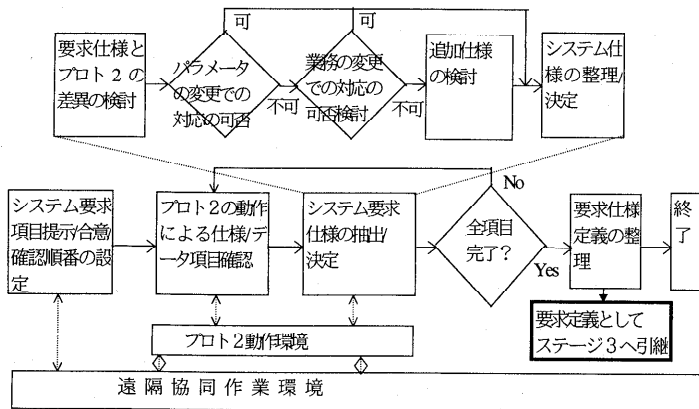 可
可
要求仕様と
プロト2の
差異の検討
パラメータ
の変更での
対応の可否
不可
業務の変更
での対応の
可否検討
不可
追加仕様
の検討
システム仕
様の整理/
決定
No
システム要求
項目提示/合意/
確認順番の設
定
プロト2の動作
による仕様/デ
ータ項目確認
システム要求
仕様の抽出/
決定
全項目
完了?
Yes
要求仕様
定義の整
理
終
了
要求定義として
ステージ3へ引継
プロト2動作環境
遠隔協同作業環境